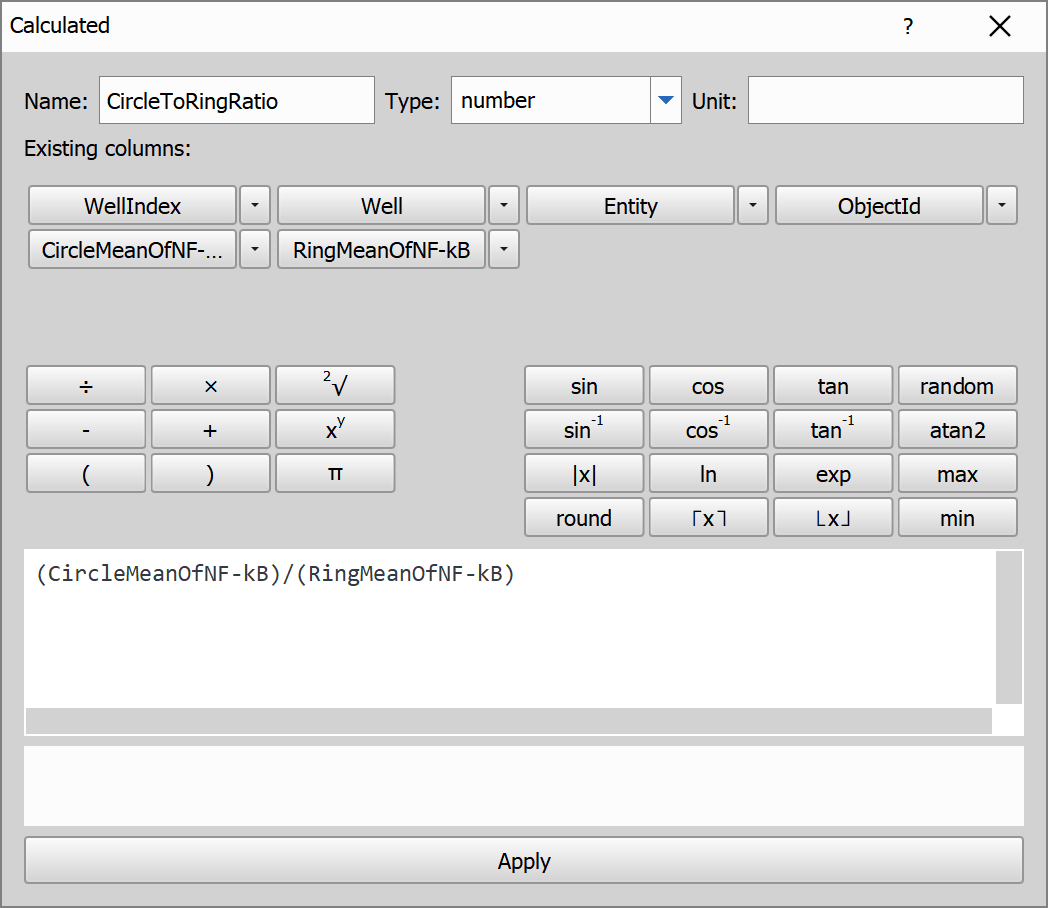 Calculated ?
Name: CircleToRingRatio Type: number Unit:
Existing columns:
WellIndex Well Entity ObjectId
CircleMeanOfNF-... RingMeanOfNF-kB
÷ × ²√ sin cos tan random
- + xʸ sin⁻¹ cos⁻¹ tan⁻¹ atan2
( ) π |x| ln exp max
round ⌈x⌉ ⌊x⌋ min
(CircleMeanOfNF-kB)/(RingMeanOfNF-kB)
Apply